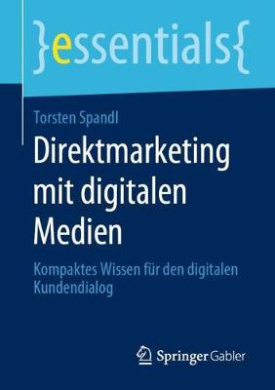 }essentials{
Torsten Spandl
Direktmarketing
mit digitalen
Medien
Kompaktes Wissen für den digitalen
Kundendialog
Springer Gabler